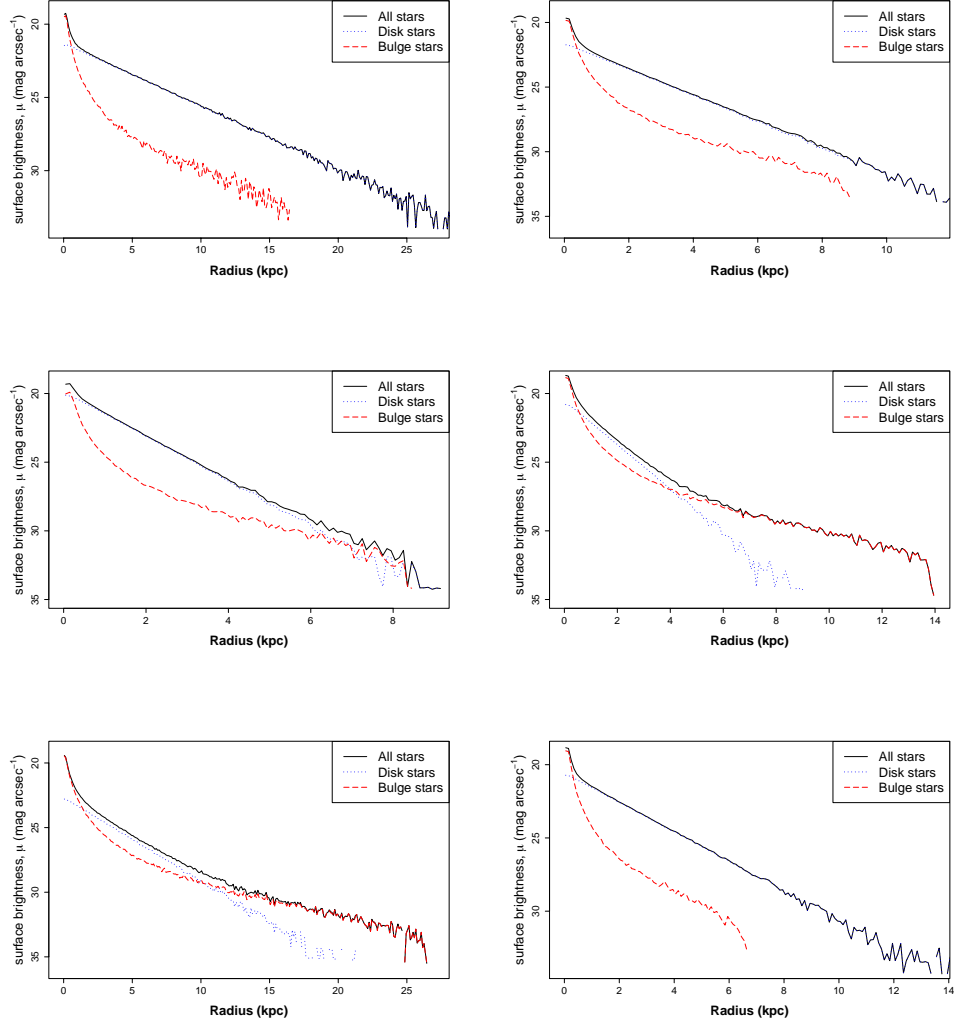 All stars
Disk stars
Bulge stars
surface brightness, μ (mag arcsec⁻¹)
20
25
30
0 5 10 15 20 25
Radius (kpc)
All stars
Disk stars
Bulge stars
surface brightness, μ (mag arcsec⁻¹)
20
25
30
35
0 2 4 6 8 10
Radius (kpc)
All stars
Disk stars
Bulge stars
surface brightness, μ (mag arcsec⁻¹)
20
25
30
35
0 2 4 6 8
Radius (kpc)
All stars
Disk stars
Bulge stars
surface brightness, μ (mag arcsec⁻¹)
20
25
30
35
0 2 4 6 8 10 12 14
Radius (kpc)
All stars
Disk stars
Bulge stars
surface brightness, μ (mag arcsec⁻¹)
20
25
30
35
0 5 10 15 20 25
Radius (kpc)
All stars
Disk stars
Bulge stars
surface brightness, μ (mag arcsec⁻¹)
20
25
30
0 2 4 6 8 10 12 14
Radius (kpc)